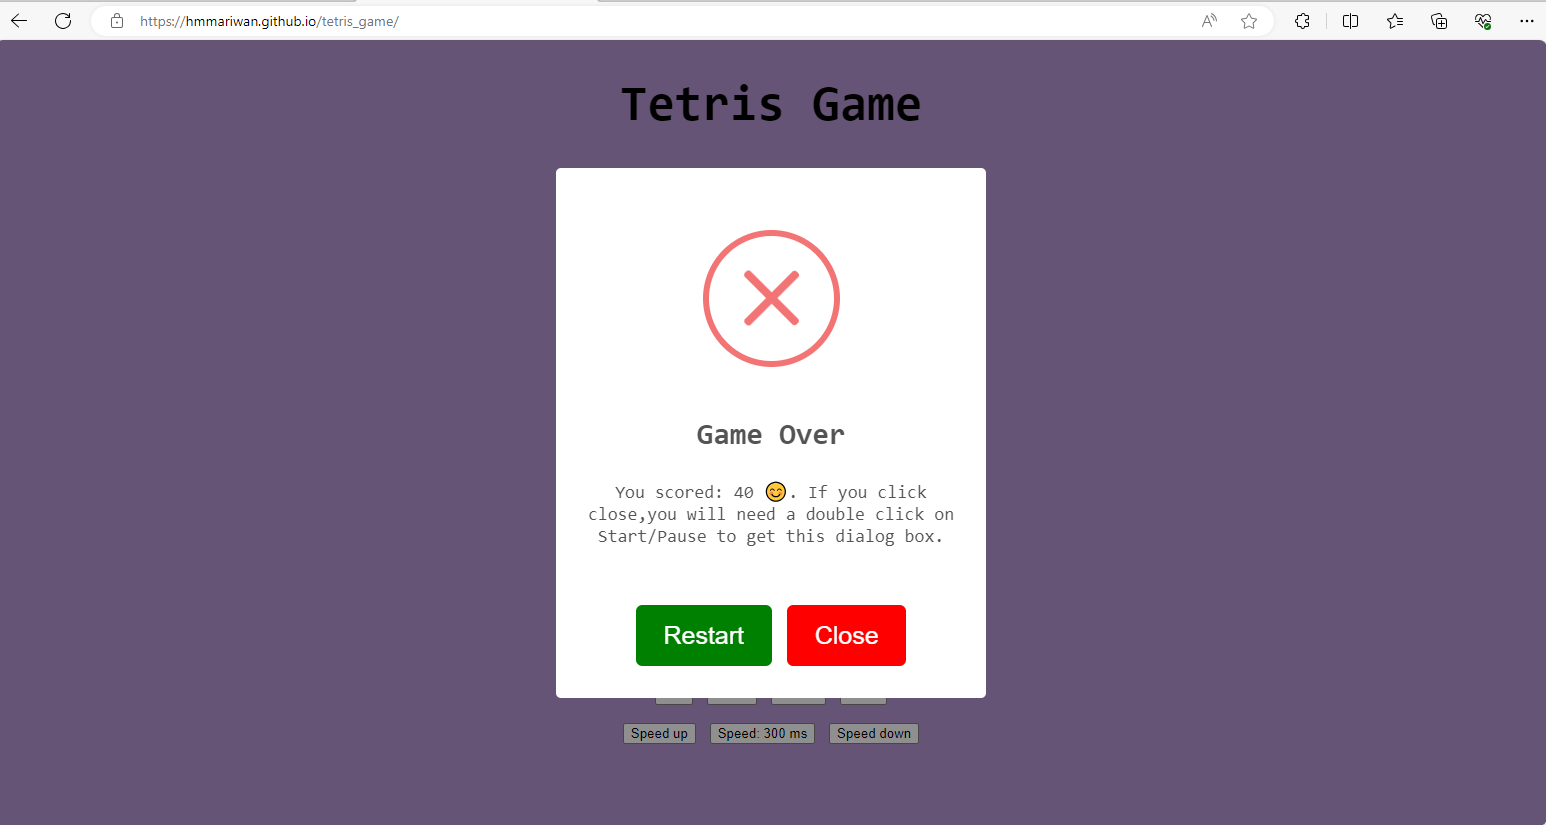 https://hmmariwan.github.io/tetris_game/
Tetris Game
Game Over
You scored: 40 😊. If you click
close,you will need a double click on
Start/Pause to get this dialog box.
Restart Close
Speed up Speed: 300 ms Speed down